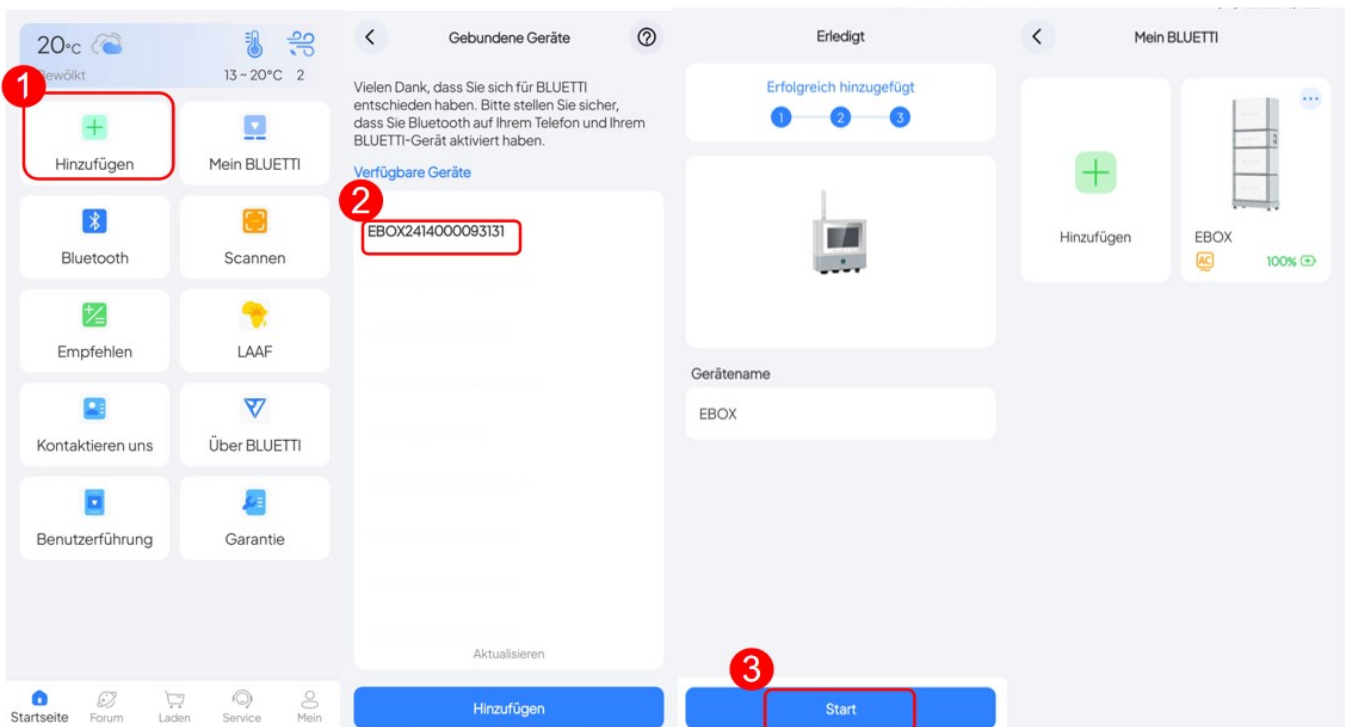 20°C
Bewölkt
13 ~ 20°C 2
1
Hinzufügen
Mein BLUETTI
Bluetooth
Scannen
Empfehlen
LAAF
Kontaktieren uns
Über BLUETTI
Benutzerführung
Garantie
Startseite
Forum
Laden
Service
Mein
Gebundene Geräte
Vielen Dank, dass Sie sich für BLUETTI
entschieden haben. Bitte stellen Sie sicher,
dass Sie Bluetooth auf Ihrem Telefon und Ihrem
BLUETTI-Gerät aktiviert haben.
Verfügbare Geräte
2
EBOX2414000093131
Aktualisieren
Hinzufügen
Erledigt
Erfolgreich hinzugefügt
1 2 3
Gerätename
EBOX
3
Start
Mein BLUETTI
Hinzufügen
EBOX
AC
100%